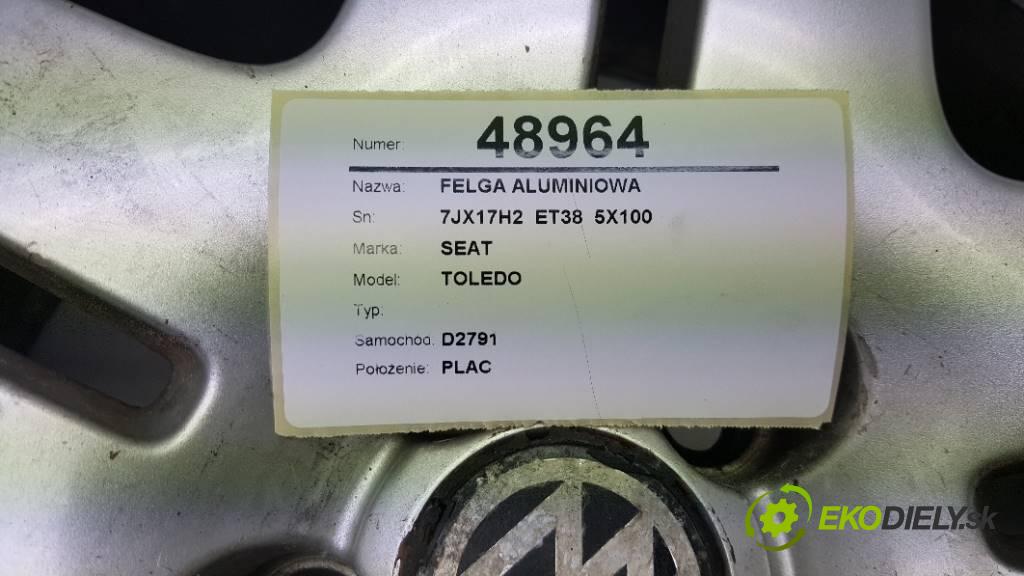 Numer: 48964
Nazwa: FELGA ALUMINIOWA
Sn: 7JX17H2 ET38 5X100
Marka: SEAT
Model: TOLEDO
Typ:
Samochód: D2791
Położenie: PLAC
EKODIELY.sk